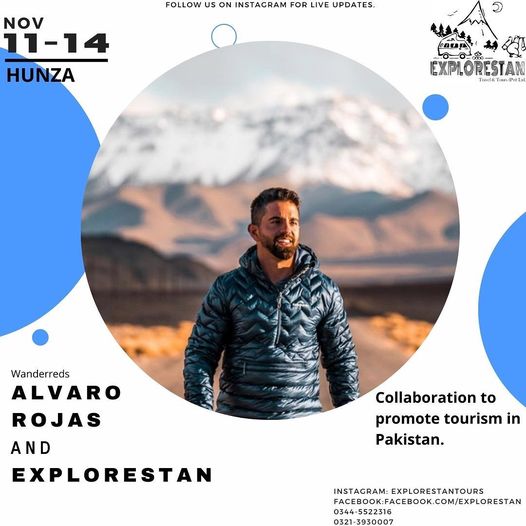 FOLLOW US ON INSTAGRAM FOR LIVE UPDATES.
NOV
11-14
HUNZA
EXPLORESTAN
Travel & Tours (Pvt) Ltd
Wanderreds
ALVARO
ROJAS
AND
EXPLORESTAN
Collaboration to
promote tourism in
Pakistan.
INSTAGRAM: EXPLORESTANTOURS
FACEBOOK:FACEBOOK.COM/EXPLORESTAN
0344-5522316
0321-3930007